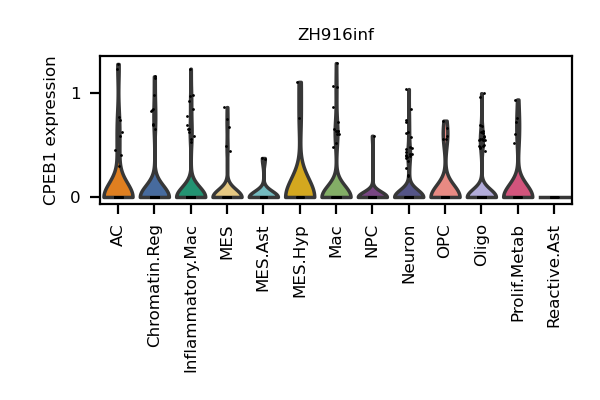 ZH916inf
CPEB1 expression
1
0
AC
Chromatin.Reg
Inflammatory.Mac
MES
MES.Ast
MES.Hyp
Mac
NPC
Neuron
OPC
Oligo
Prolif.Metab
Reactive.Ast